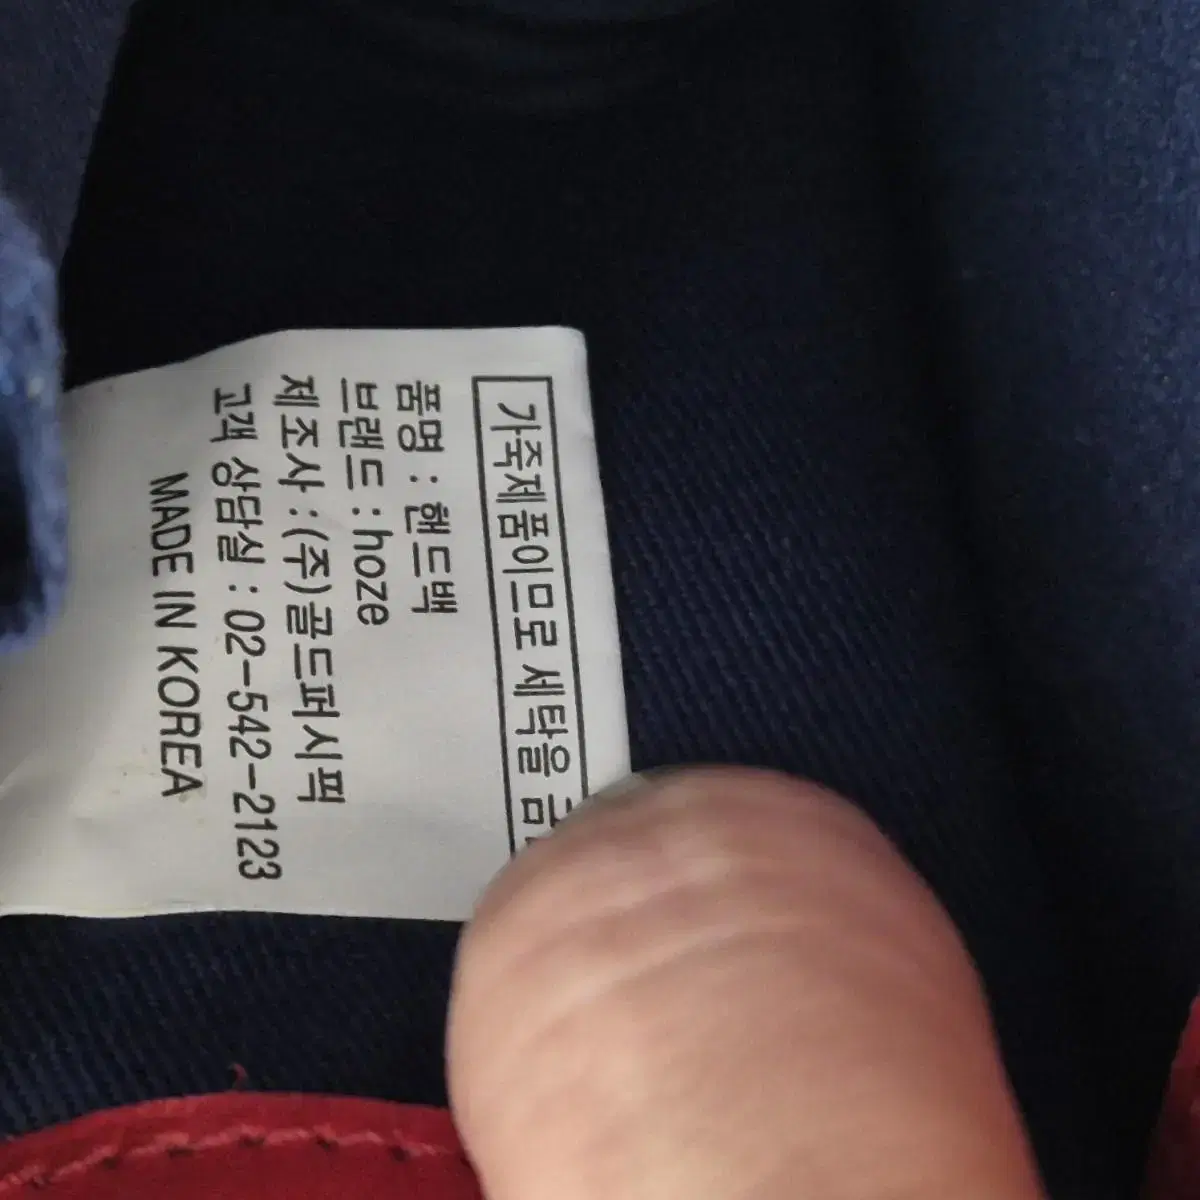 가죽제품이므로 세탁을
품명 : 핸드백
브랜드 : hoze
제조사 : (주)골드퍼시픽
고객 상담실 : 02-542-2123
MADE IN KOREA